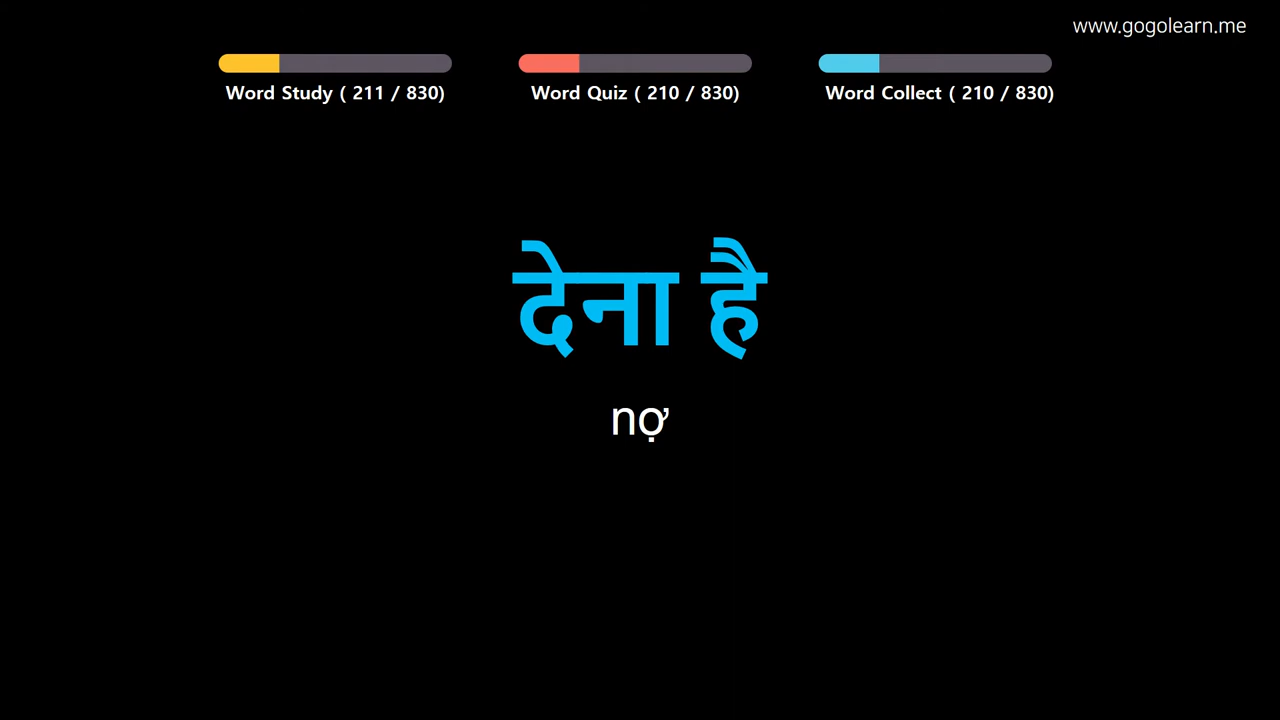 www.gogolearn.me
Word Study ( 211 / 830)
Word Quiz ( 210 / 830)
Word Collect ( 210 / 830)
देना है
nợ